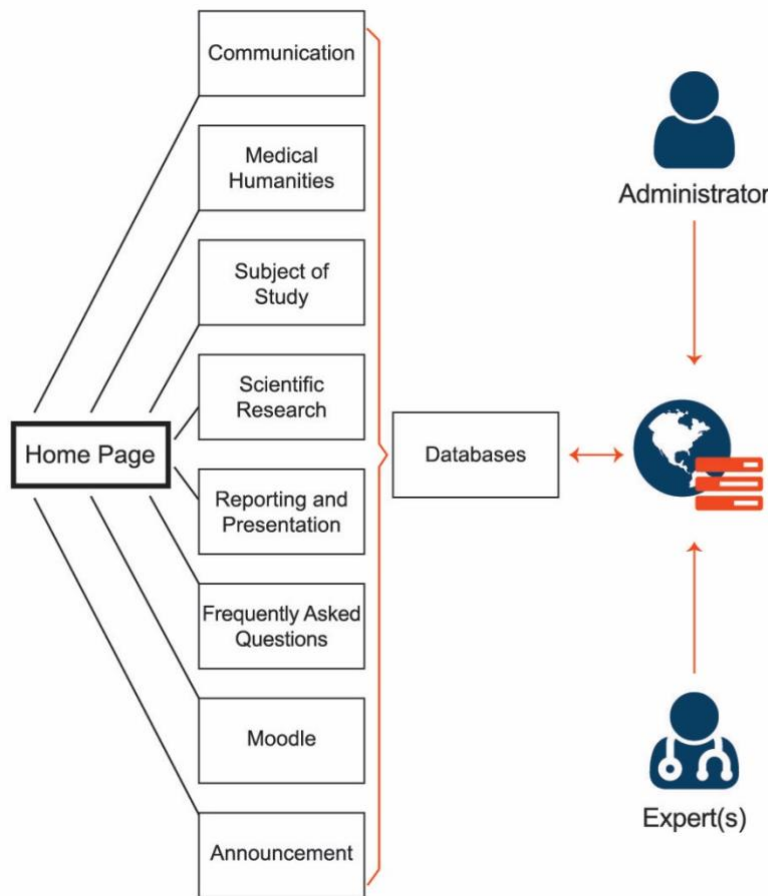 Communication
Medical
Humanities
Subject of
Study
Scientific
Research
Reporting and
Presentation
Frequently Asked
Questions
Moodle
Announcement
Home Page
Databases
Administrator
Expert(s)